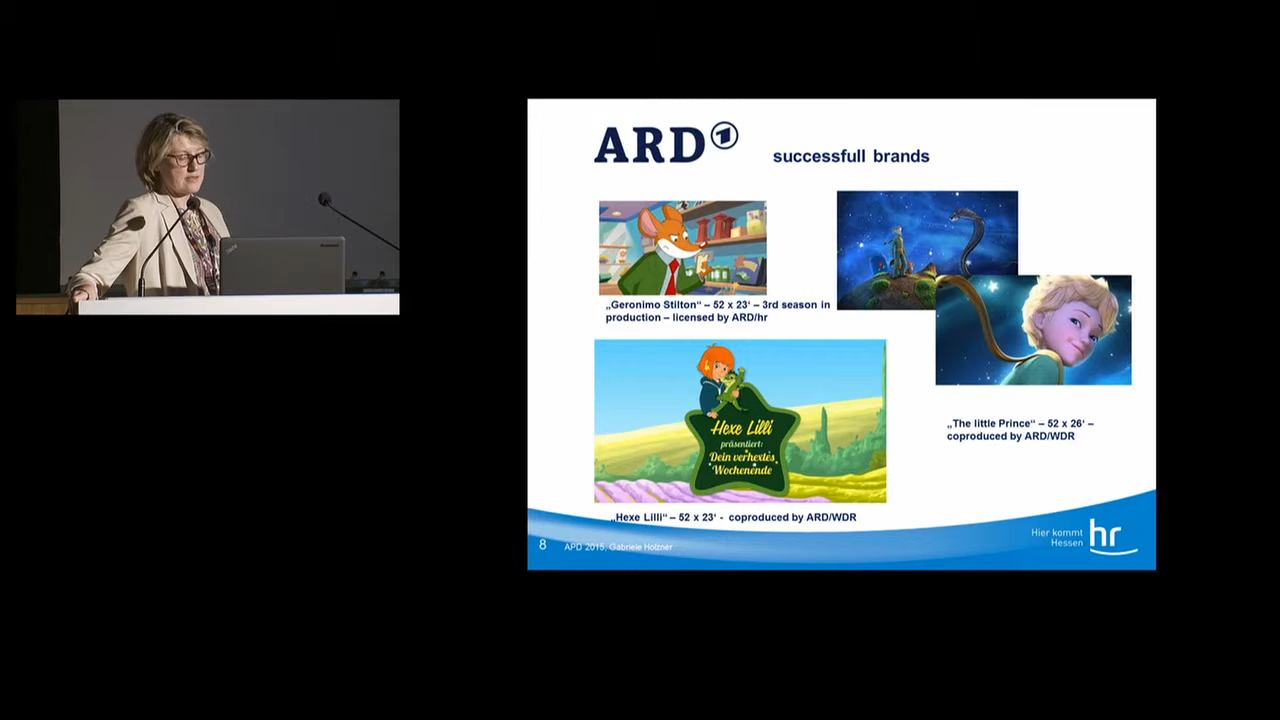 ARD
successfull brands
„Geronimo Stilton“ – 52 x 23‘ – 3rd season in
production – licensed by ARD/hr
Hexe Lilli
präsentiert:
Dein verhextes
Wochenende
„The little Prince“ – 52 x 26‘ –
coproduced by ARD/WDR
„Hexe Lilli“ – 52 x 23‘ - coproduced by ARD/WDR
8
APD 2015, Gabriele Holzner
Hier kommt
Hessen
hr